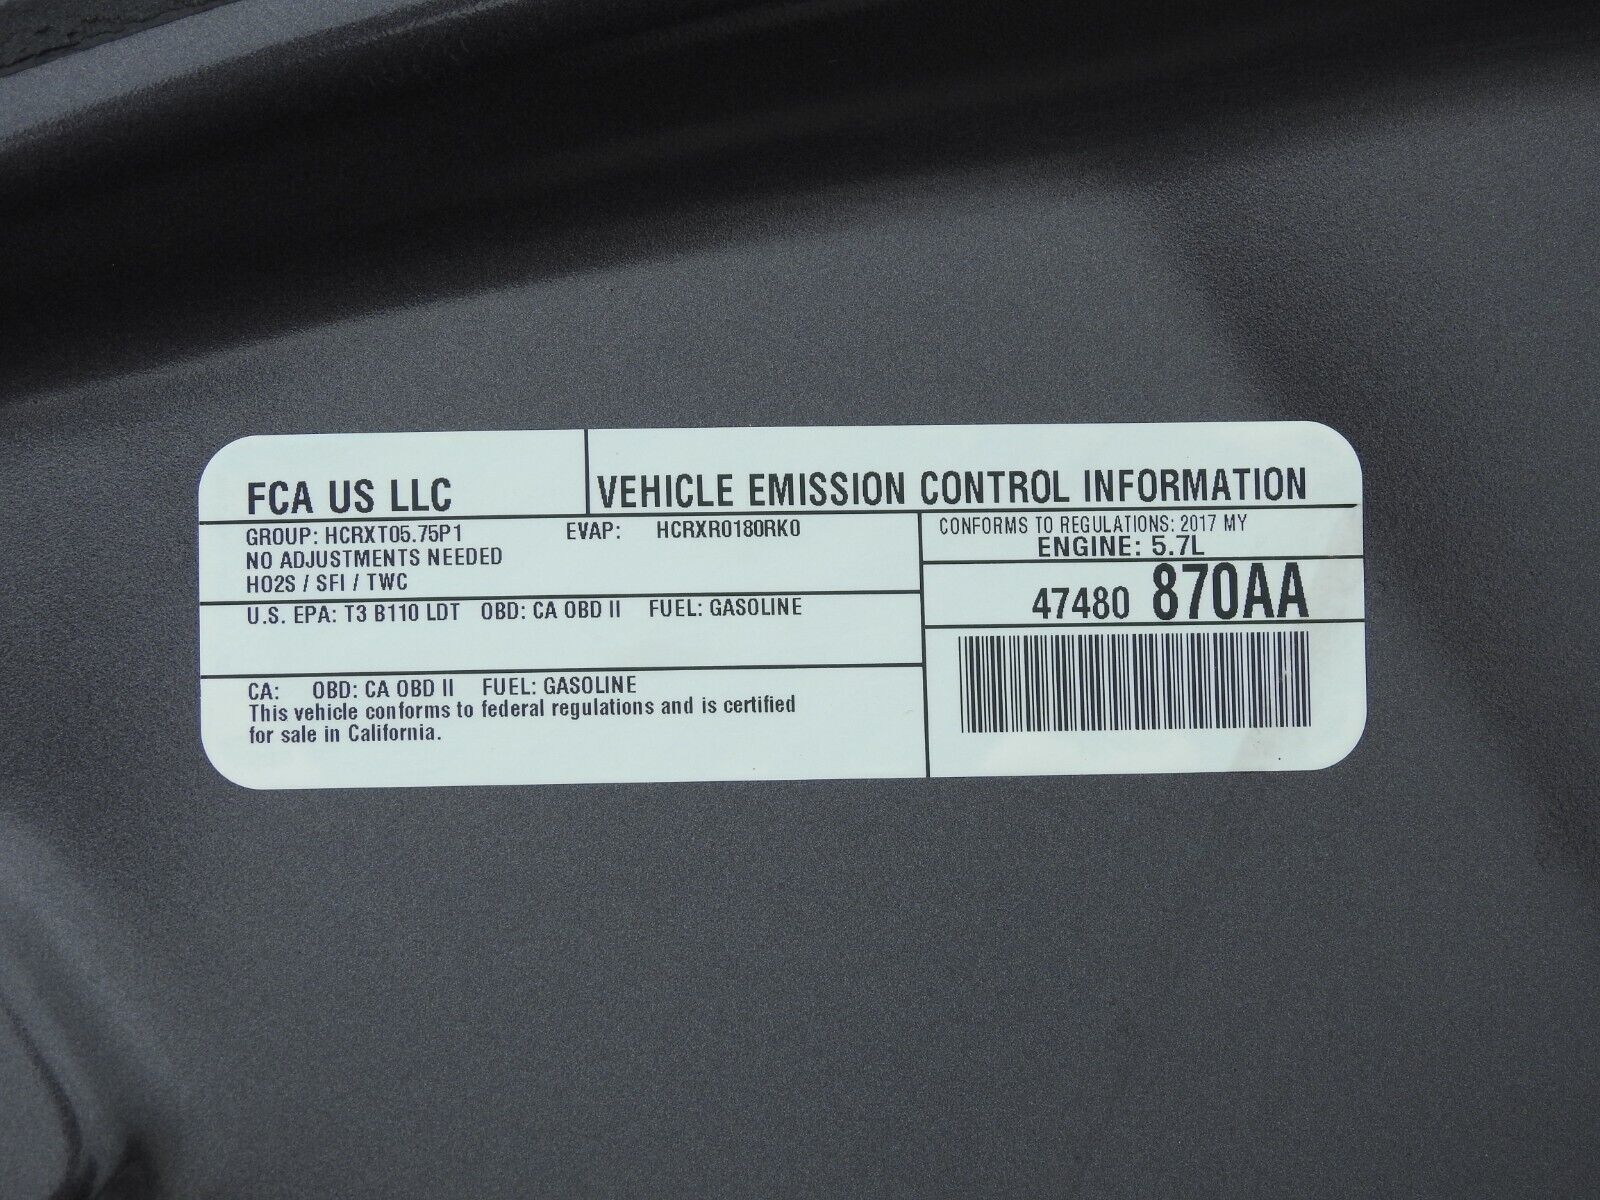 FCA US LLC
VEHICLE EMISSION CONTROL INFORMATION
GROUP: HCRXT05.75P1 EVAP: HCRXR0180RK0
NO ADJUSTMENTS NEEDED
HO2S / SFI / TWC
CONFORMS TO REGULATIONS: 2017 MY
ENGINE: 5.7L
47480 870AA
U.S. EPA: T3 B110 LDT OBD: CA OBD II FUEL: GASOLINE
CA: OBD: CA OBD II FUEL: GASOLINE
This vehicle conforms to federal regulations and is certified
for sale in California.